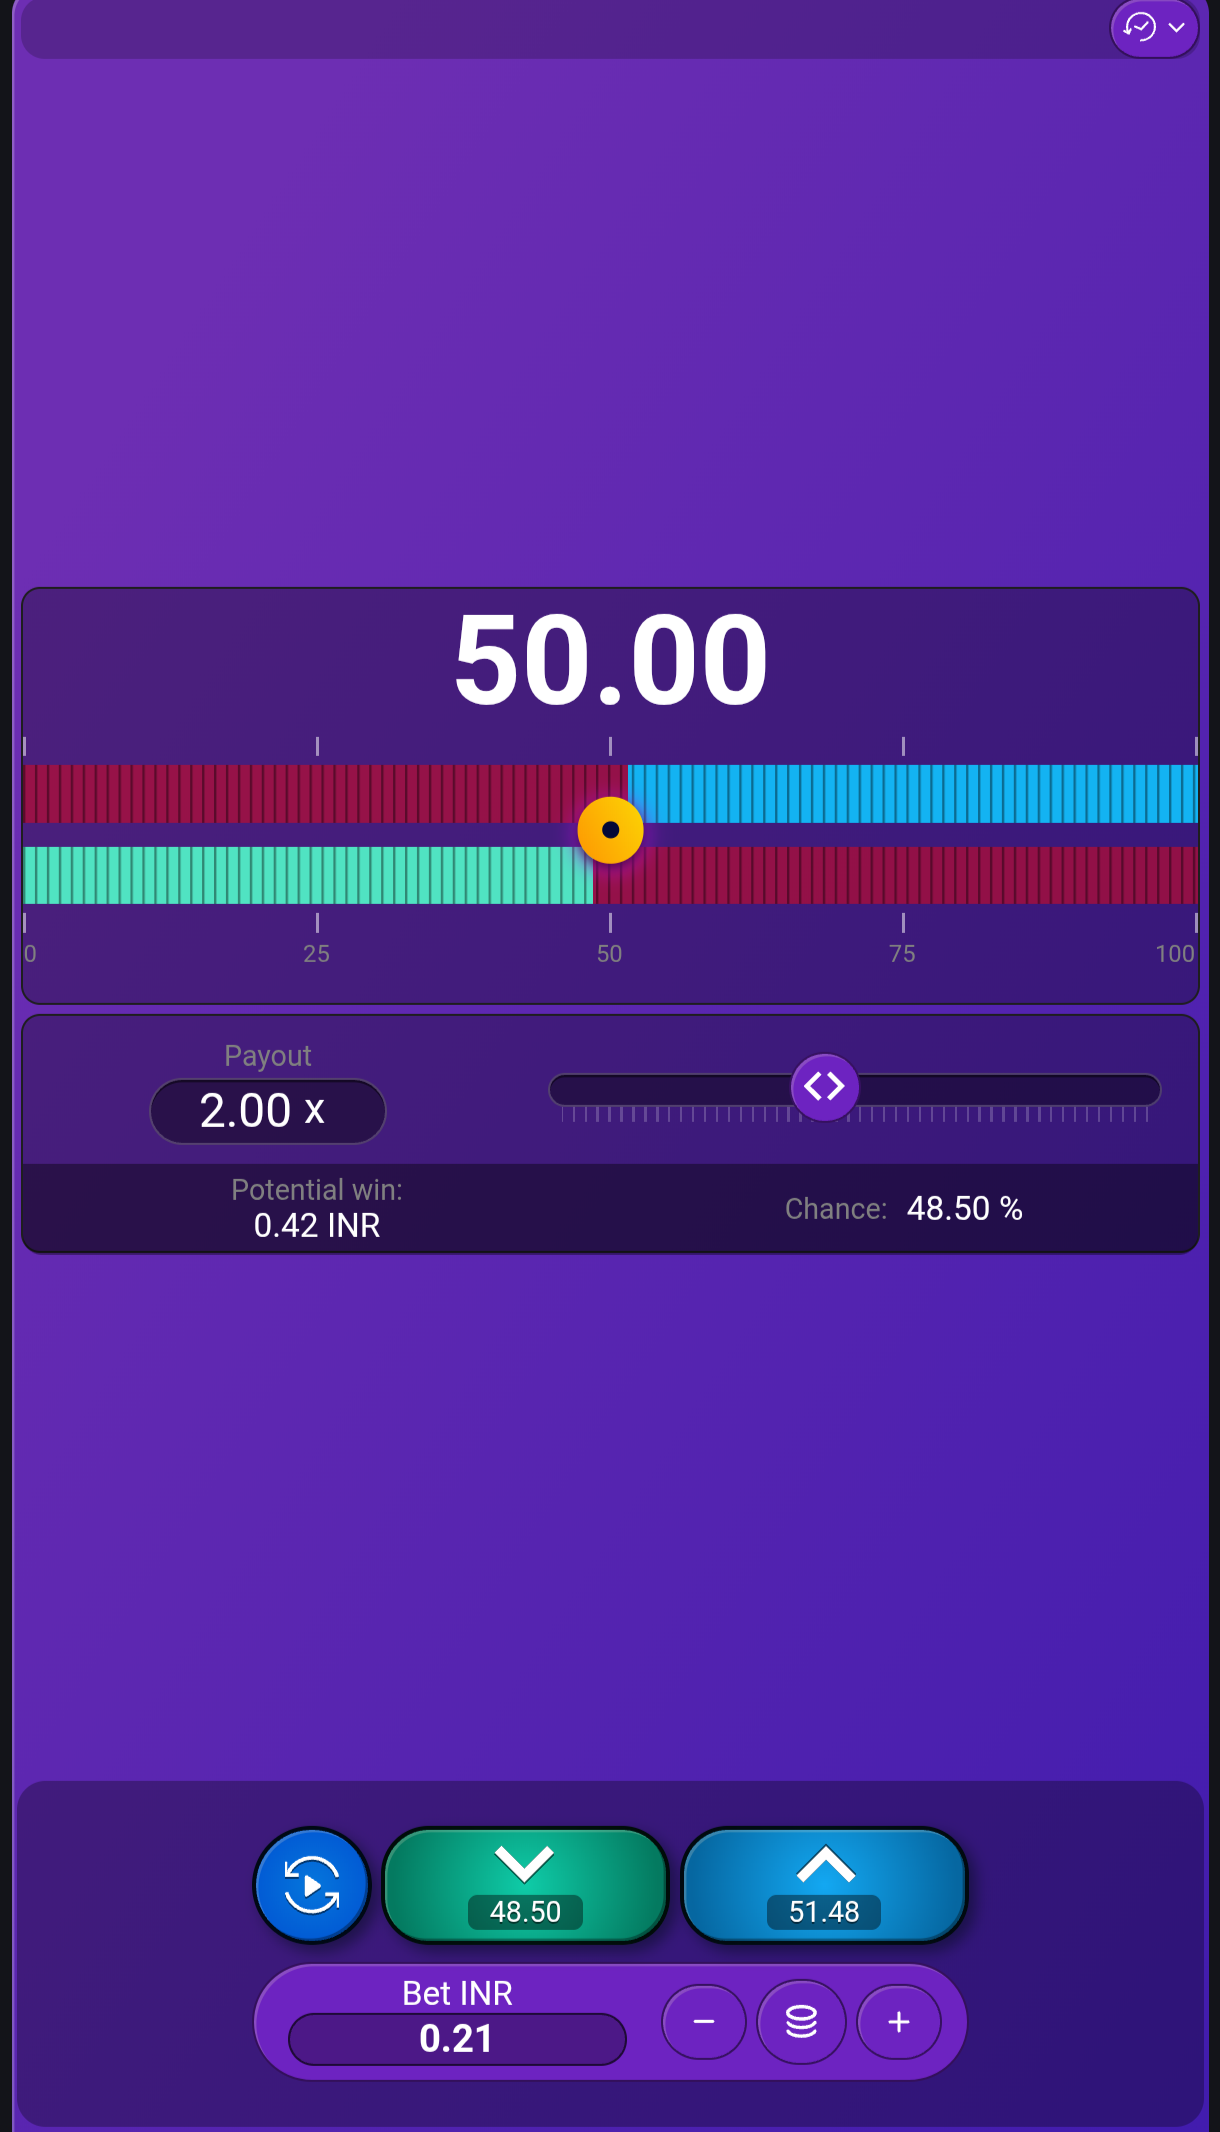 50.00
0 25 50 75 100
Payout
2.00 x
Potential win:
0.42 INR
Chance: 48.50 %
48.50 51.48
Bet INR
0.21